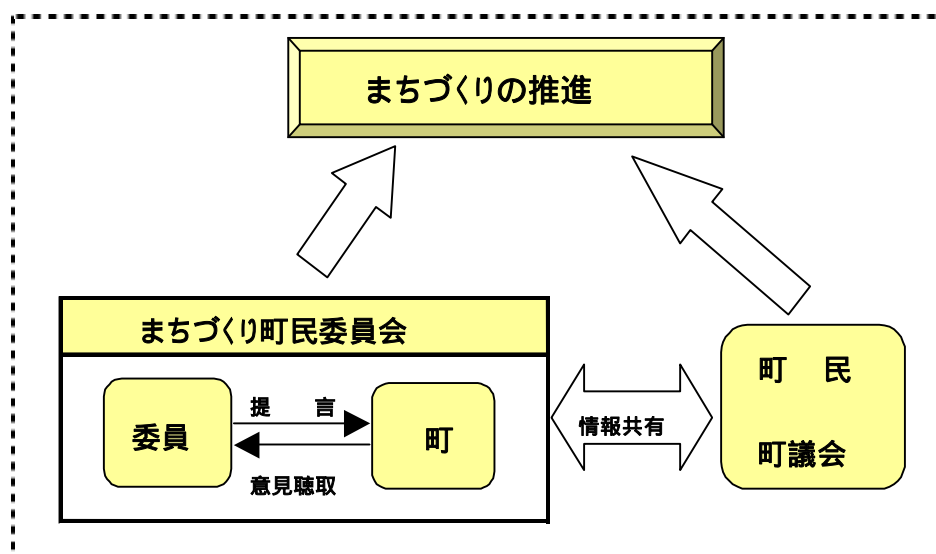 まちづくりの推進
まちづくり町民委員会
委員
提　言
町
意見聴取
情報共有
町　民
町議会